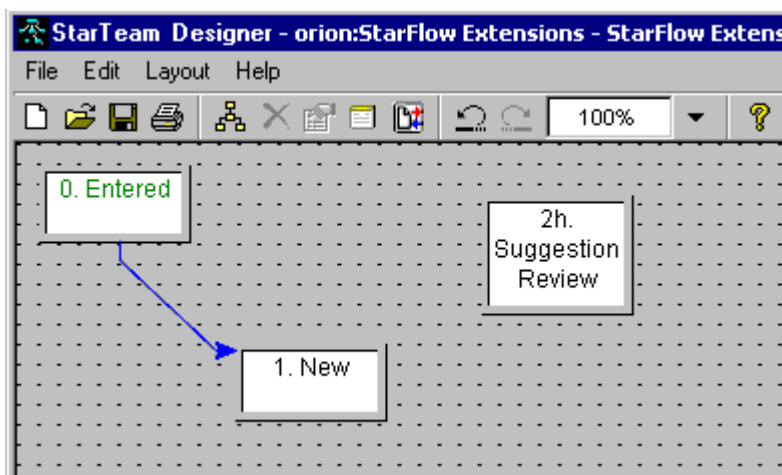 StarTeam Designer - orion:StarFlow Extensions - StarFlow Extens
File Edit Layout Help
100%
0. Entered
2h.
Suggestion
Review
1. New